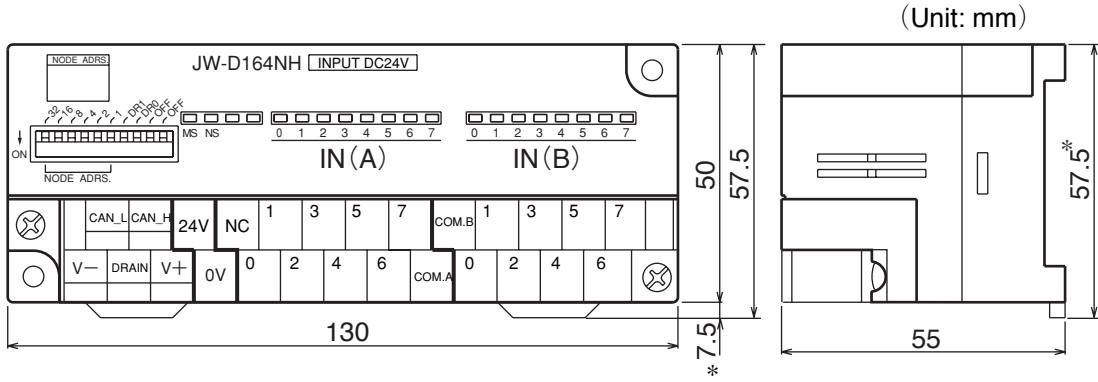 (Unit: mm)
NODE ADRS.
JW-D164NH INPUT DC24V
32 16 8 4 2 1 DR1 DR0 OFF OFF
MS NS
0 1 2 3 4 5 6 7
0 1 2 3 4 5 6 7
ON
IN(A)
IN(B)
NODE ADRS.
50
57.5
57.5*
CAN_L CAN_H 24V NC 1 3 5 7 COM.B 1 3 5 7
V− DRAIN V+ 0V 0 2 4 6 COM.A 0 2 4 6
130
*7.5
55